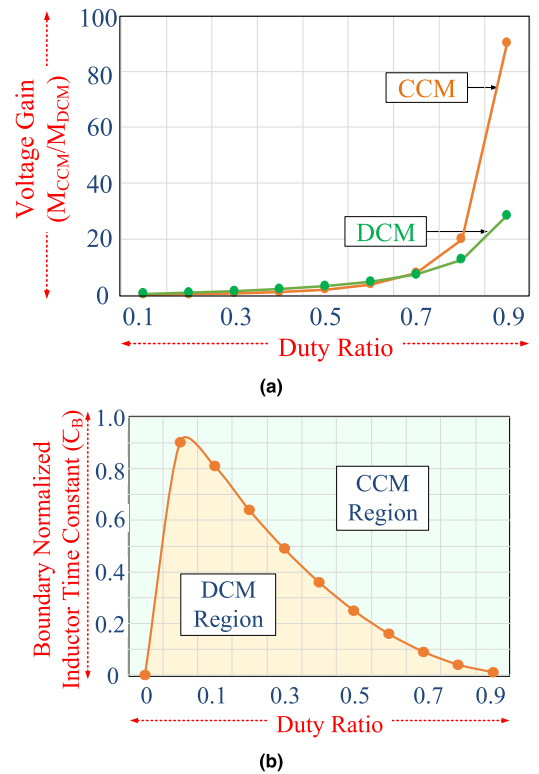 Voltage Gain
(MCCM/MDCM)
100
80
60
40
20
0
CCM
DCM
0.1 0.3 0.5 0.7 0.9
Duty Ratio
(a)
Boundary Normalized
Inductor Time Constant (ԎB)
1.0
0.8
0.6
0.4
0.2
0
CCM
Region
DCM
Region
0 0.1 0.3 0.5 0.7 0.9
Duty Ratio
(b)